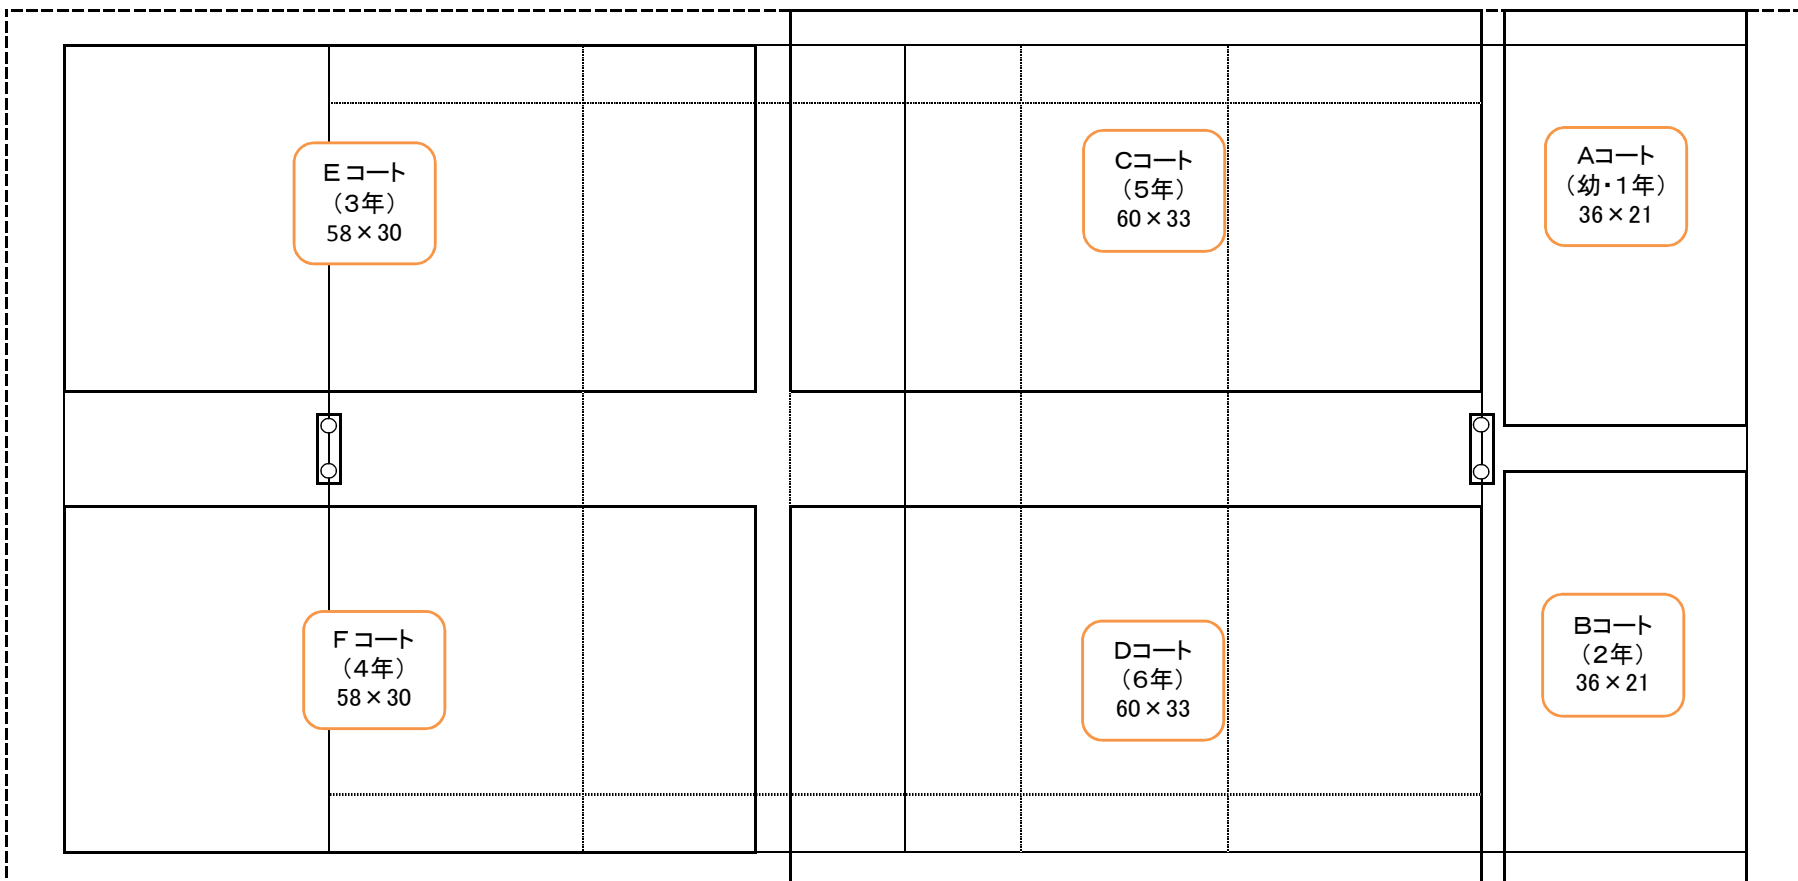 Eコート
（3年）
58×30
Cコート
（5年）
60×33
Aコート
（幼・1年）
36×21
Fコート
（4年）
58×30
Dコート
（6年）
60×33
Bコート
（2年）
36×21